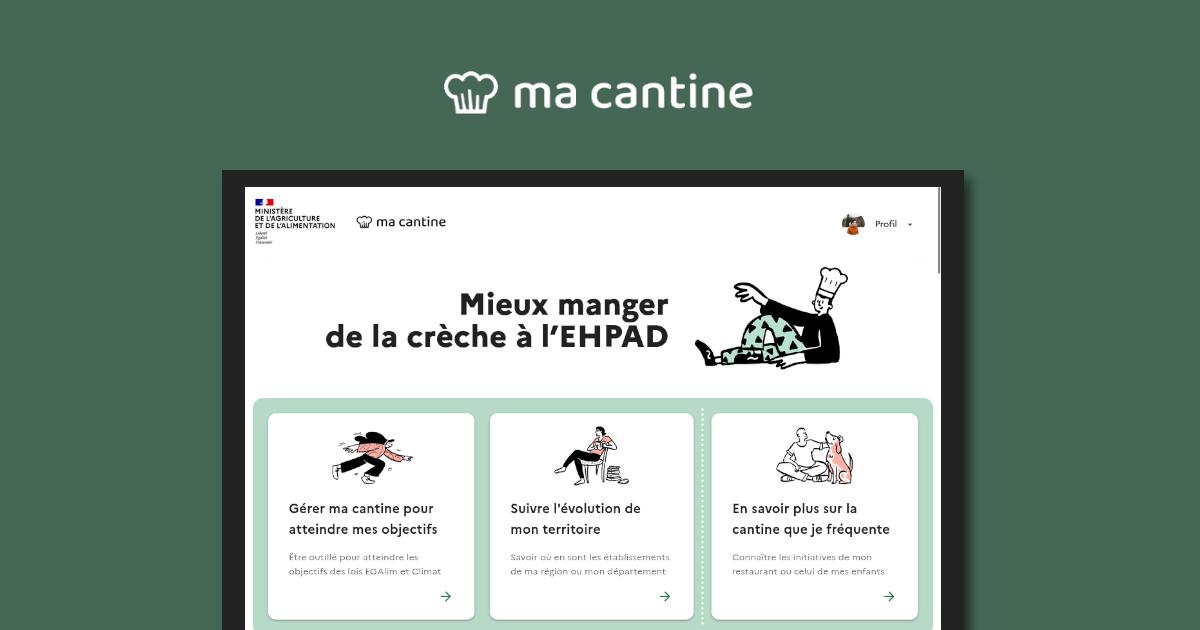 ma cantine
MINISTÈRE
DE L'AGRICULTURE
ET DE L'ALIMENTATION
Liberté
Égalité
Fraternité
ma cantine
Profil
Mieux manger
de la crèche à l'EHPAD
Gérer ma cantine pour
atteindre mes objectifs
Être outillé pour atteindre les
objectifs des lois EGAlim et Climat
Suivre l'évolution de
mon territoire
Savoir où en sont les établissements
de ma région ou mon département
En savoir plus sur la
cantine que je fréquente
Connaître les initiatives de mon
restaurant ou celui de mes enfants